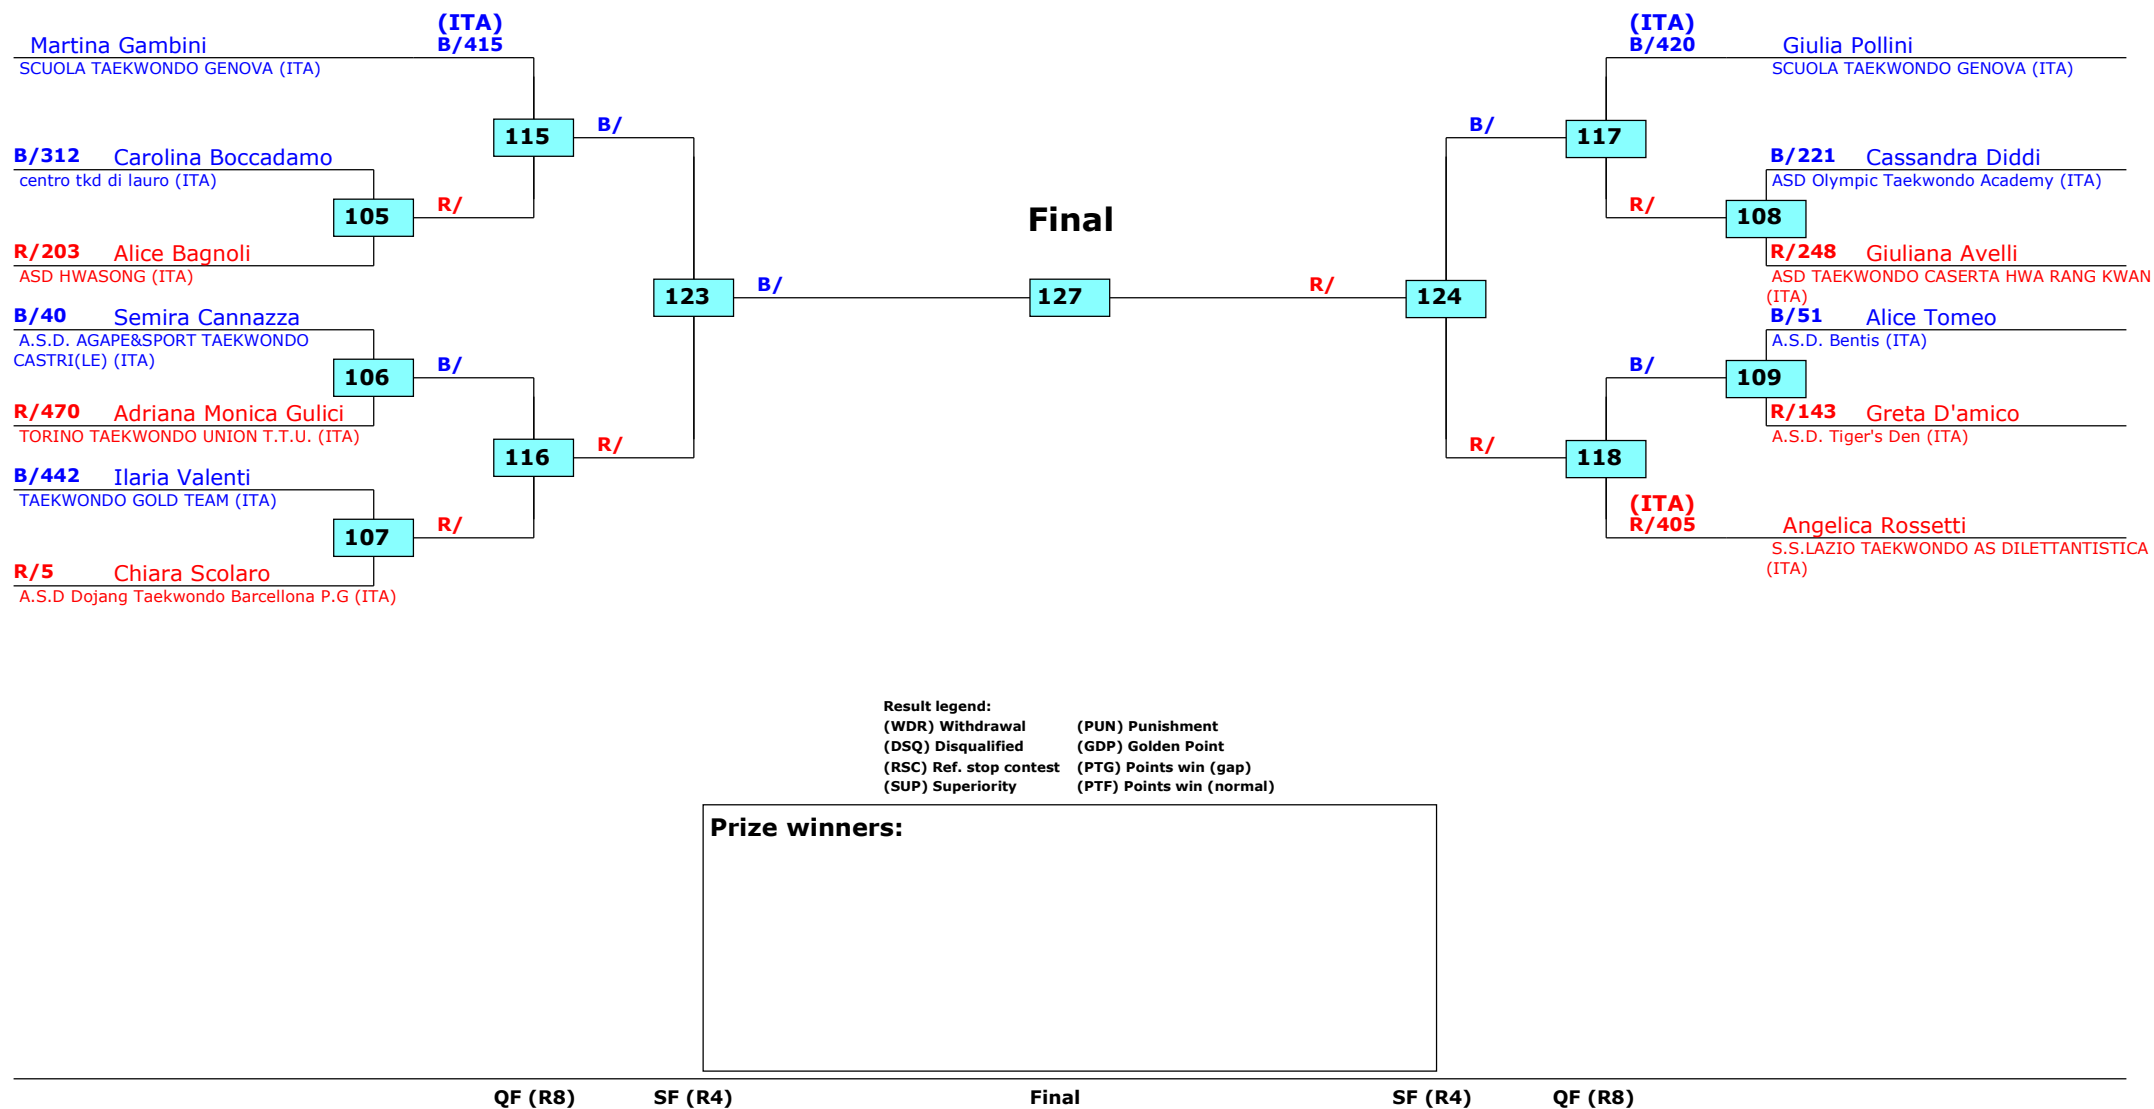 (ITA)
Martina Gambini B/415
SCUOLA TAEKWONDO GENOVA (ITA)
115
B/
B/312 Carolina Boccadamo
centro tkd di lauro (ITA)
105
R/
R/203 Alice Bagnoli
ASD HWASONG (ITA)
123
B/
B/40 Semira Cannazza
A.S.D. AGAPE&SPORT TAEKWONDO
CASTRI(LE) (ITA)
106
B/
R/470 Adriana Monica Gulici
TORINO TAEKWONDO UNION T.T.U. (ITA)
116
R/
B/442 Ilaria Valenti
TAEKWONDO GOLD TEAM (ITA)
107
R/
R/5 Chiara Scolaro
A.S.D Dojang Taekwondo Barcellona P.G (ITA)
Final
127
(ITA)
B/420 Giulia Pollini
SCUOLA TAEKWONDO GENOVA (ITA)
B/
117
B/221 Cassandra Diddi
ASD Olympic Taekwondo Academy (ITA)
R/
108
R/248 Giuliana Avelli
ASD TAEKWONDO CASERTA HWA RANG KWAN
(ITA)
R/
124
B/51 Alice Tomeo
A.S.D. Bentis (ITA)
B/
109
R/143 Greta D'amico
A.S.D. Tiger's Den (ITA)
R/
118
(ITA)
R/405 Angelica Rossetti
S.S.LAZIO TAEKWONDO AS DILETTANTISTICA
(ITA)
Result legend:
(WDR) Withdrawal (PUN) Punishment
(DSQ) Disqualified (GDP) Golden Point
(RSC) Ref. stop contest (PTG) Points win (gap)
(SUP) Superiority (PTF) Points win (normal)
Prize winners:
QF (R8) SF (R4) Final SF (R4) QF (R8)